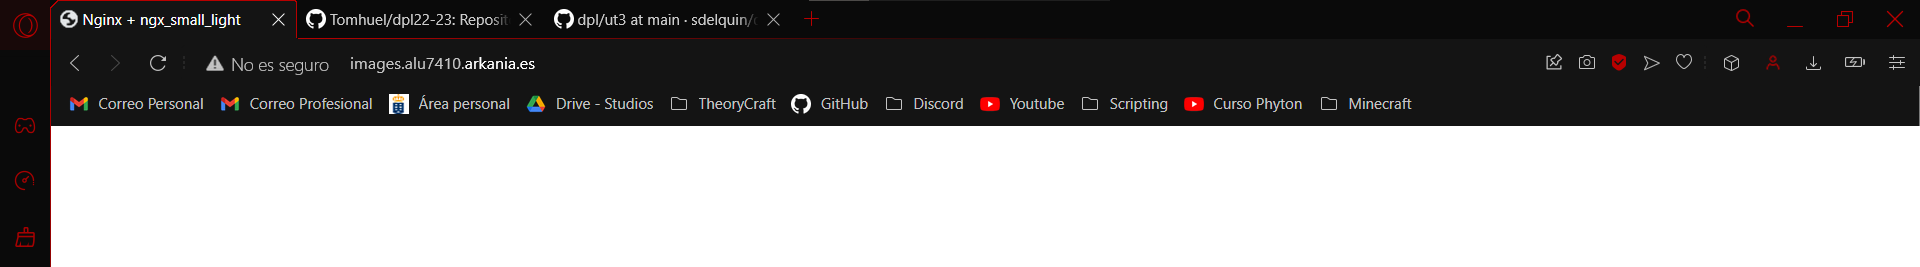 Nginx + ngx_small_light
Tomhuel/dpl22-23: Reposit
dpl/ut3 at main · sdelquin/
No es seguro
images.alu7410.arkania.es
Correo Personal
Correo Profesional
Área personal
Drive - Studios
TheoryCraft
GitHub
Discord
Youtube
Scripting
Curso Phyton
Minecraft